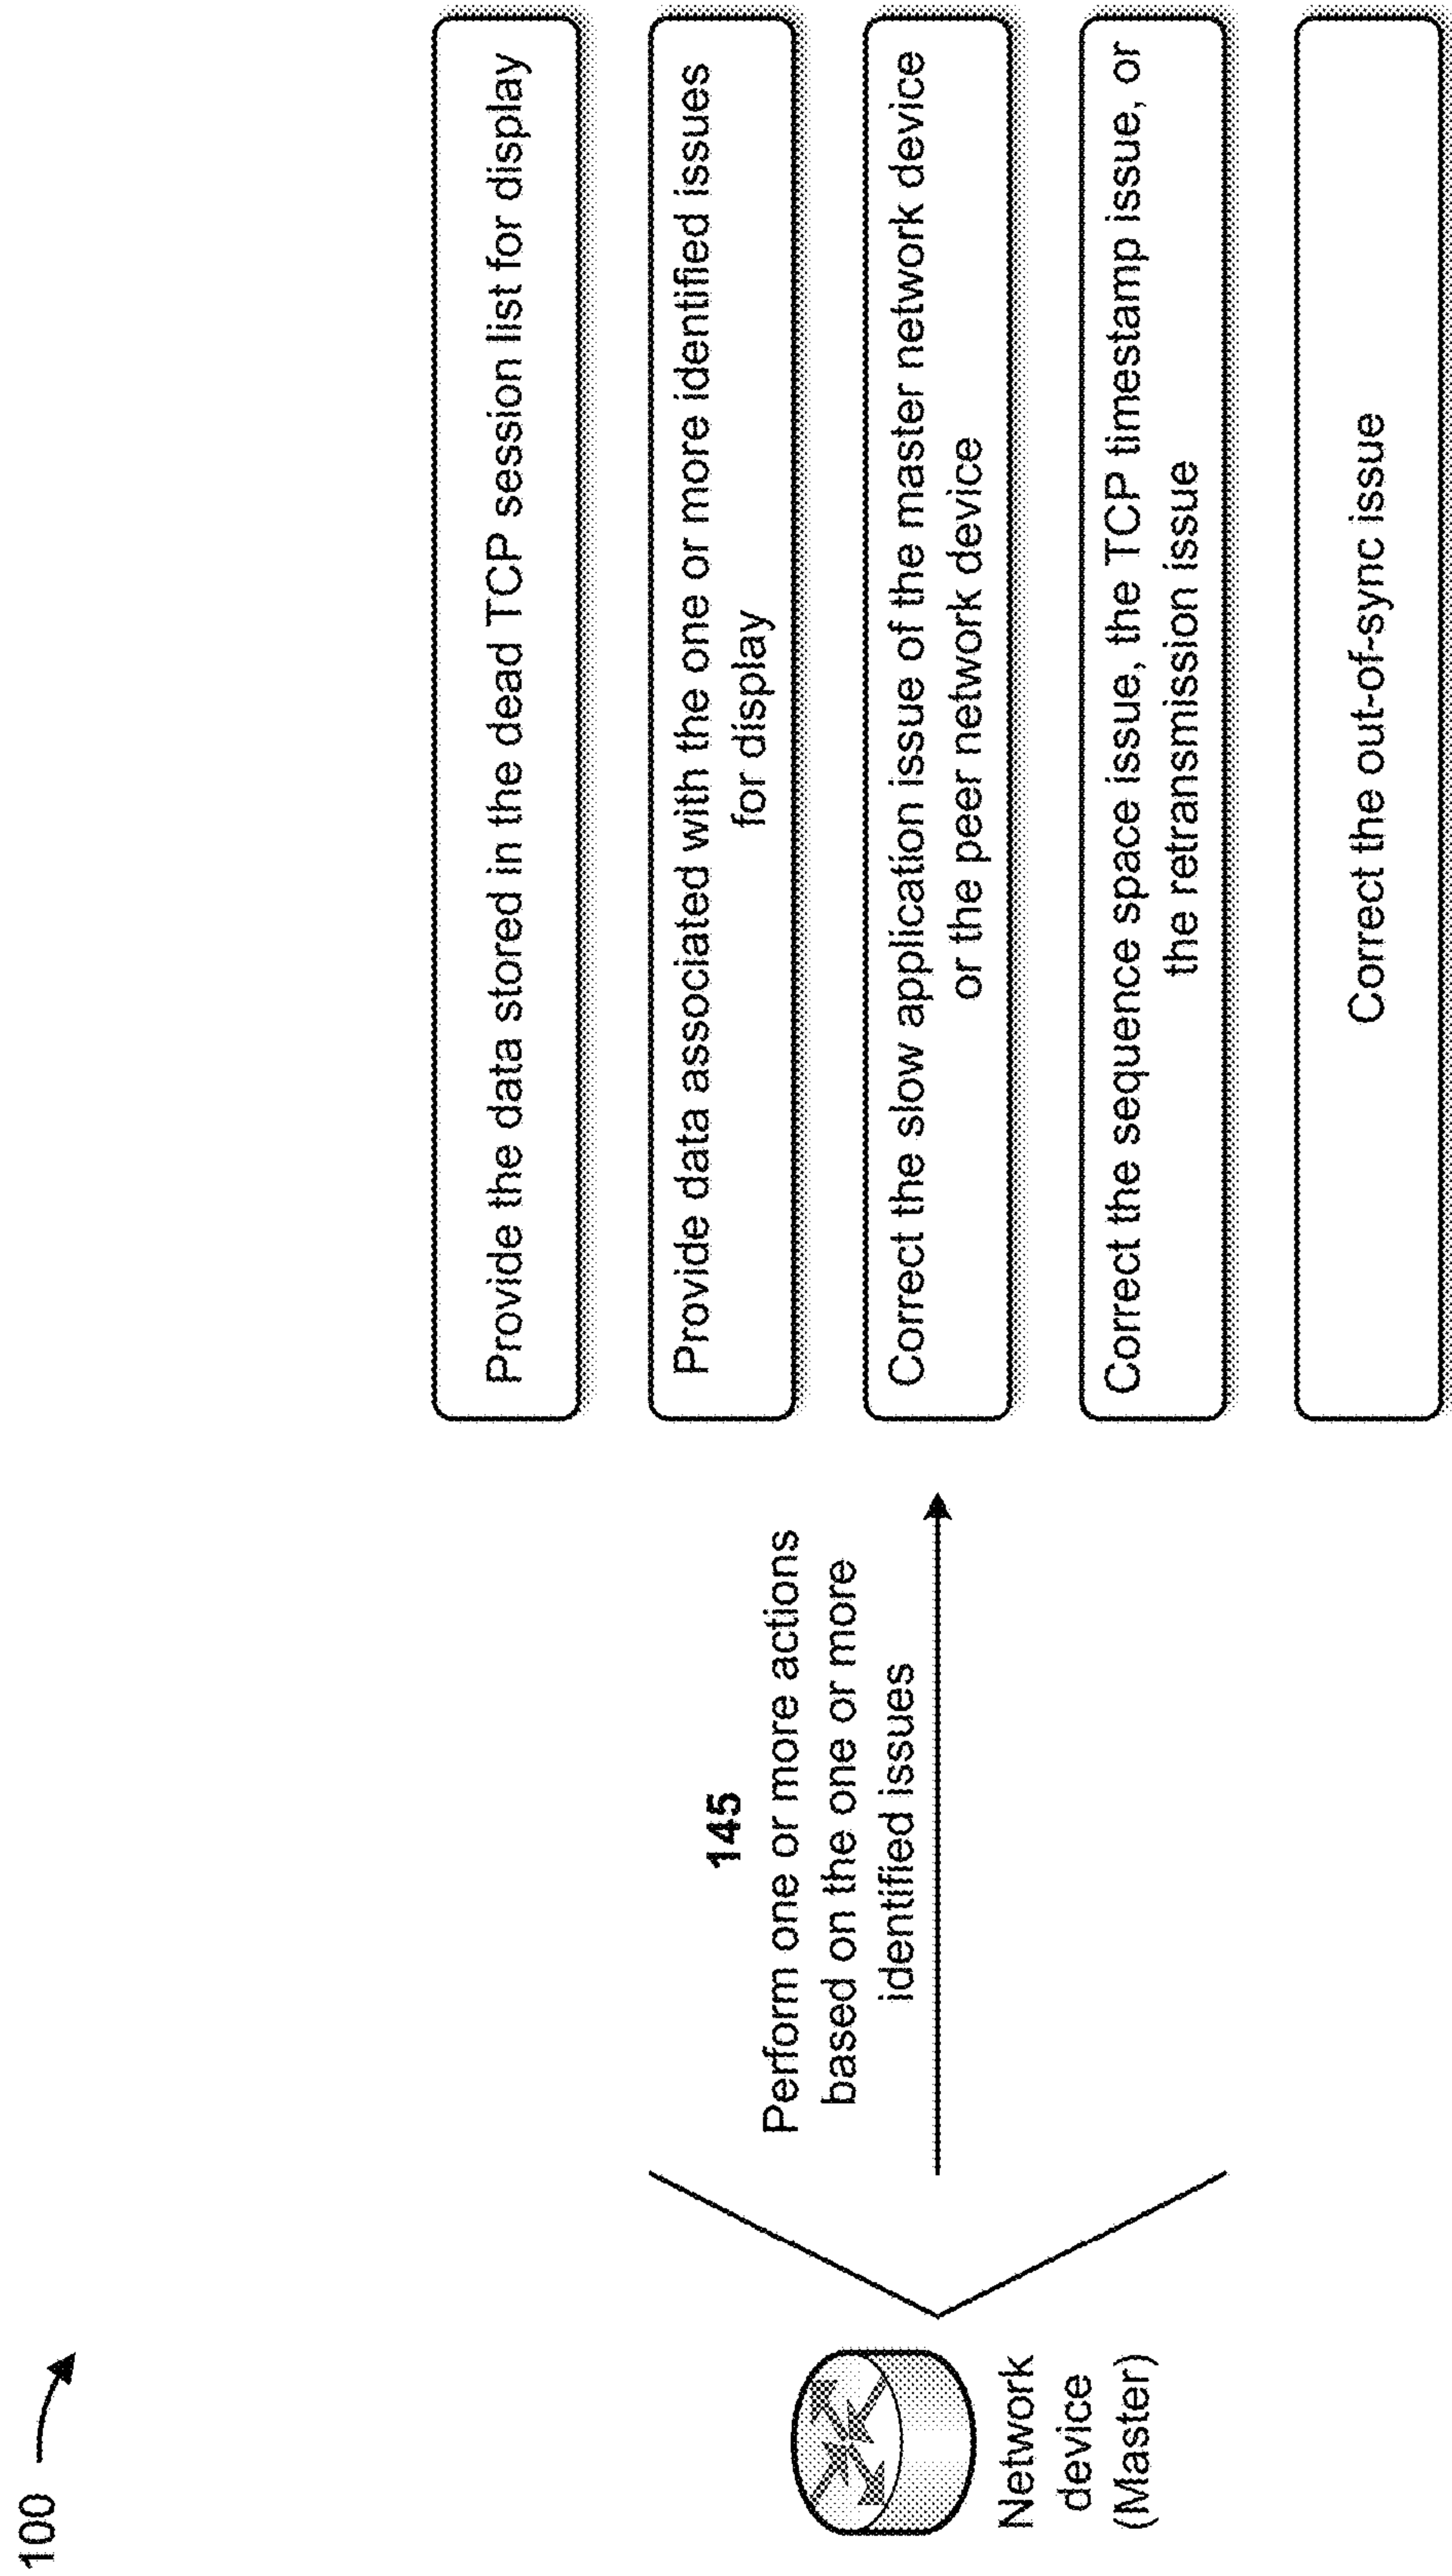 100
145
Perform one or more actions
based on the one or more
identified issues
Network
device
(Master)
Provide the data stored in the dead TCP session list for display
Provide data associated with the one or more identified issues
for display
Correct the slow application issue of the master network device
or the peer network device
Correct the sequence space issue, the TCP timestamp issue, or
the retransmission issue
Correct the out-of-sync issue